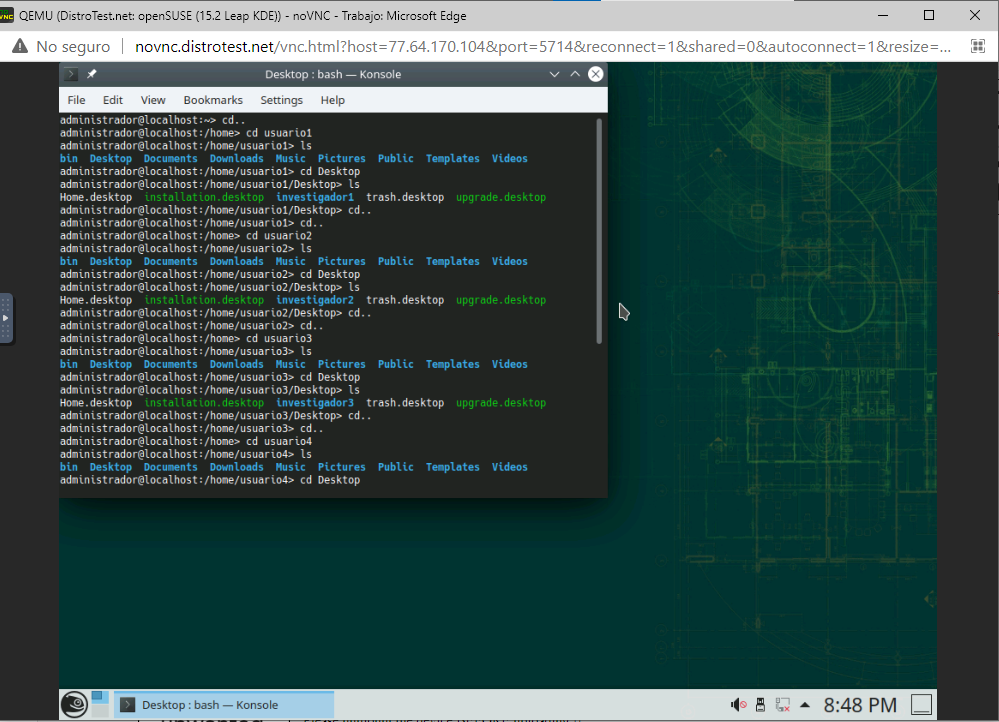 QEMU (DistroTest.net: openSUSE (15.2 Leap KDE)) - noVNC - Trabajo: Microsoft Edge
No seguro | novnc.distrotest.net/vnc.html?host=77.64.170.104&port=5714&reconnect=1&shared=0&autoconnect=1&resize=...
Desktop : bash — Konsole
File Edit View Bookmarks Settings Help
administrador@localhost:~> cd..
administrador@localhost:/home> cd usuario1
administrador@localhost:/home/usuario1> ls
bin Desktop Documents Downloads Music Pictures Public Templates Videos
administrador@localhost:/home/usuario1> cd Desktop
administrador@localhost:/home/usuario1/Desktop> ls
Home.desktop installation.desktop investigador1 trash.desktop upgrade.desktop
administrador@localhost:/home/usuario1/Desktop> cd..
administrador@localhost:/home/usuario1> cd..
administrador@localhost:/home> cd usuario2
administrador@localhost:/home/usuario2> ls
bin Desktop Documents Downloads Music Pictures Public Templates Videos
administrador@localhost:/home/usuario2> cd Desktop
administrador@localhost:/home/usuario2/Desktop> ls
Home.desktop installation.desktop investigador2 trash.desktop upgrade.desktop
administrador@localhost:/home/usuario2/Desktop> cd..
administrador@localhost:/home/usuario2> cd..
administrador@localhost:/home> cd usuario3
administrador@localhost:/home/usuario3> ls
bin Desktop Documents Downloads Music Pictures Public Templates Videos
administrador@localhost:/home/usuario3> cd Desktop
administrador@localhost:/home/usuario3/Desktop> ls
Home.desktop installation.desktop investigador3 trash.desktop upgrade.desktop
administrador@localhost:/home/usuario3/Desktop> cd..
administrador@localhost:/home/usuario3> cd..
administrador@localhost:/home> cd usuario4
administrador@localhost:/home/usuario4> ls
bin Desktop Documents Downloads Music Pictures Public Templates Videos
administrador@localhost:/home/usuario4> cd Desktop
Desktop : bash — Konsole
8:48 PM